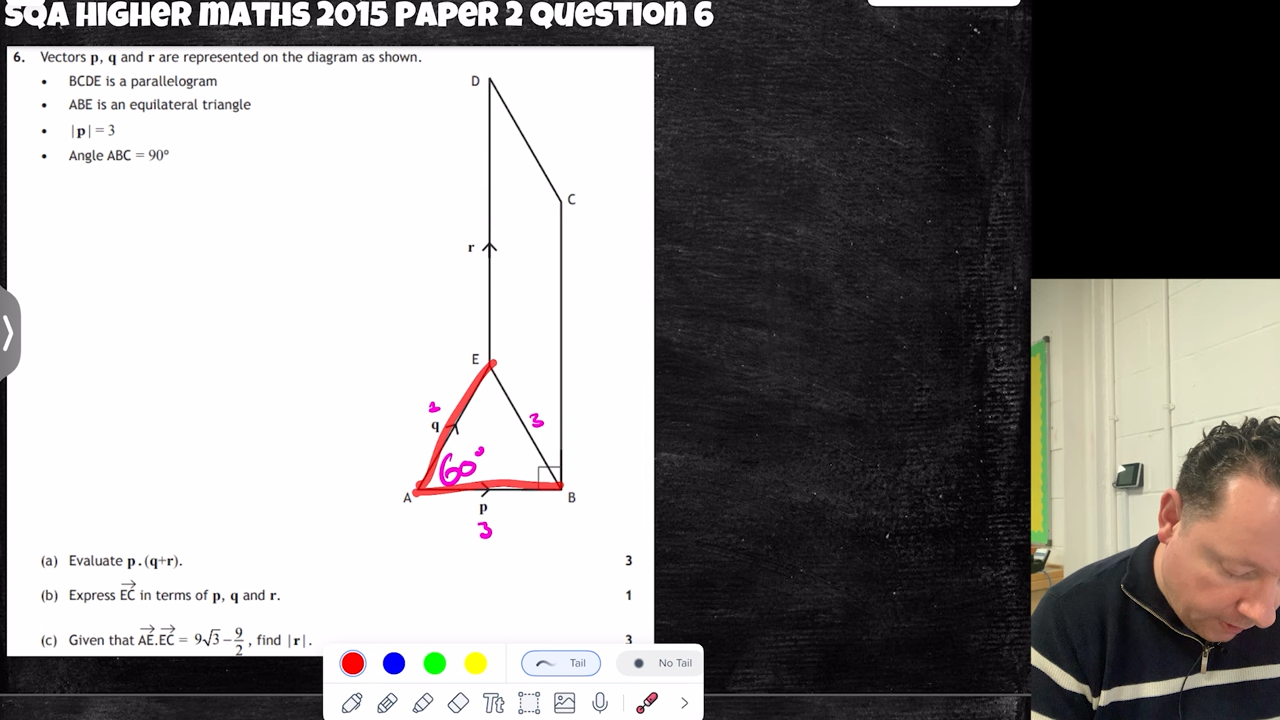 SQA Higher maths 2015 Paper 2 Question 6
6. Vectors p, q and r are represented on the diagram as shown.
• BCDE is a parallelogram
• ABE is an equilateral triangle
• |p| = 3
• Angle ABC = 90°
D
C
r
E
q
3
60°
A
B
p
3
(a) Evaluate p.(q+r). 3
(b) Express EC in terms of p, q and r. 1
(c) Given that AE.EC = 9√3 − 9/2, find |r|. 3
Tail
No Tail
Tt